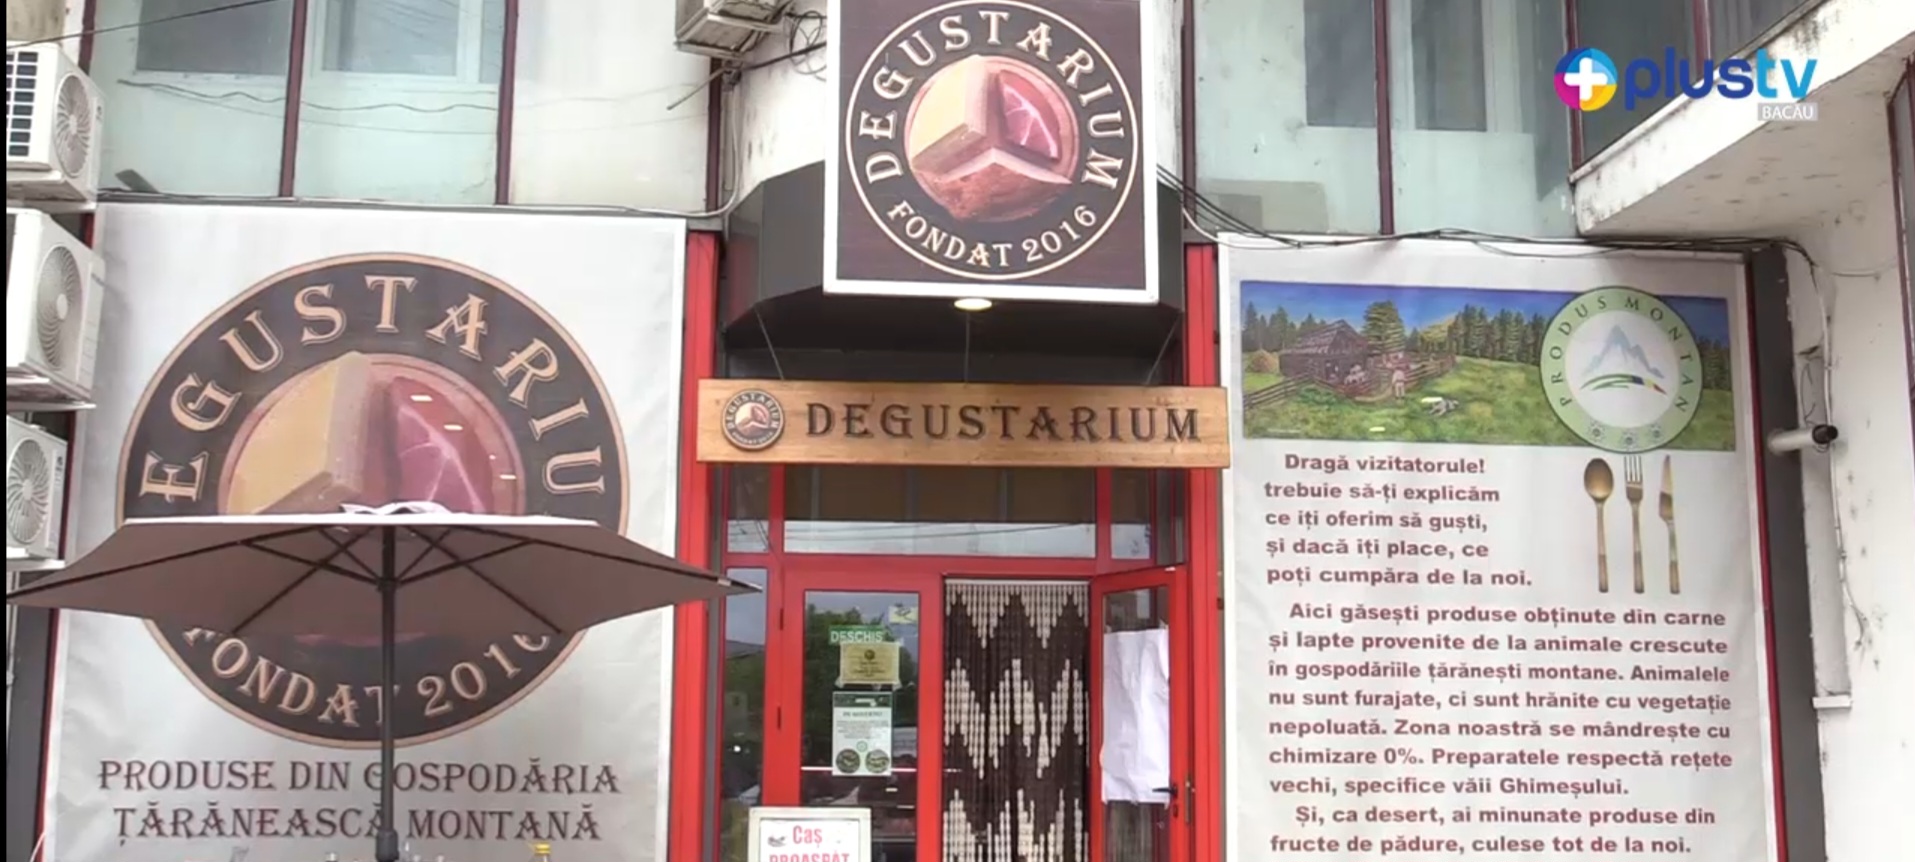 DEGUSTARIUM
FONDAT 2016
plustv
BACĂU
EGUSTARIU
FONDAT 2016
PRODUSE DIN GOSPODĂRIA
ȚĂRĂNEASCĂ MONTANĂ
DEGUSTARIUM
DEGUSTARIUM
DESCHIS
Caș
PROASPĂT
PRODUS MONTAN
Dragă vizitatorule!
trebuie să-ți explicăm
ce iți oferim să guști,
și dacă iți place, ce
poți cumpăra de la noi.
Aici găsești produse obținute din carne
și lapte provenite de la animale crescute
în gospodăriile țărănești montane. Animalele
nu sunt furajate, ci sunt hrănite cu vegetație
nepoluată. Zona noastră se mândrește cu
chimizare 0%. Preparatele respectă rețete
vechi, specifice văii Ghimeșului.
Și, ca desert, ai minunate produse din
fructe de pădure, culese tot de la noi.